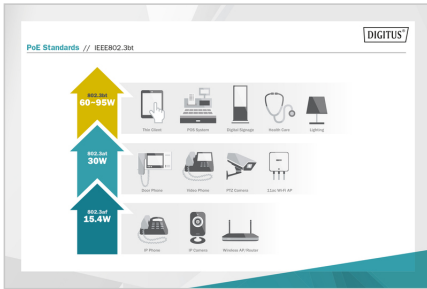 DIGITUS®
PoE Standards // IEEE802.3bt
802.3bt
60–95W
Thin Client
POS System
Digital Signage
Health Care
Lighting
802.3at
30W
Door Phone
Video Phone
PTZ Camera
11ac Wi-Fi AP
802.3af
15.4W
IP Phone
IP Camera
Wireless AP/Router